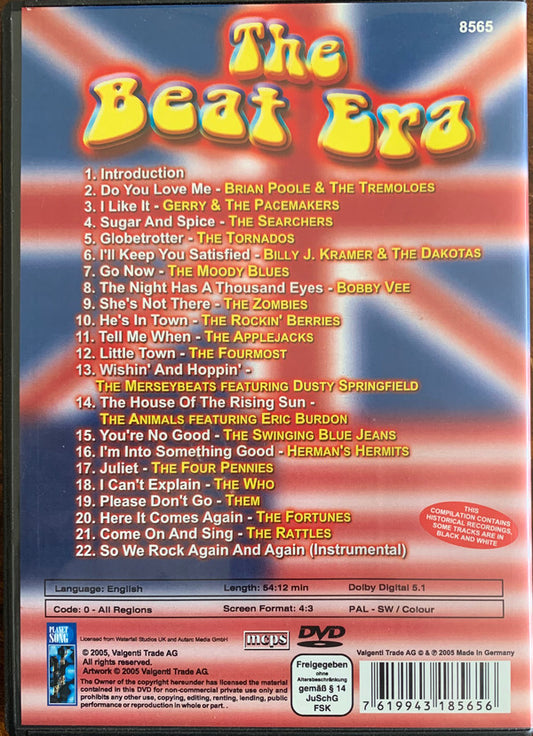 8565
The
Beat Era
1. Introduction
2. Do You Love Me - BRIAN POOLE & THE TREMOLOES
3. I Like It - GERRY & THE PACEMAKERS
4. Sugar And Spice - THE SEARCHERS
5. Globetrotter - THE TORNADOS
6. I'll Keep You Satisfied - BILLY J. KRAMER & THE DAKOTAS
7. Go Now - THE MOODY BLUES
8. The Night Has A Thousand Eyes - BOBBY VEE
9. She's Not There - THE ZOMBIES
10. He's In Town - THE ROCKIN' BERRIES
11. Tell Me When - THE APPLEJACKS
12. Little Town - THE FOURMOST
13. Wishin' And Hoppin' -
THE MERSEYBEATS FEATURING DUSTY SPRINGFIELD
14. The House Of The Rising Sun -
THE ANIMALS FEATURING ERIC BURDON
15. You're No Good - THE SWINGING BLUE JEANS
16. I'm Into Something Good - HERMAN'S HERMITS
17. Juliet - THE FOUR PENNIES
18. I Can't Explain - THE WHO
19. Please Don't Go - THEM
20. Here It Comes Again - THE FORTUNES
21. Come On And Sing - THE RATTLES
22. So We Rock Again And Again (Instrumental)
THIS
COMPILATION CONTAINS
HISTORICAL RECORDINGS,
SOME TRACKS ARE IN
BLACK AND WHITE
Language: English Length: 54:12 min Dolby Digital 5.1
Code: 0 - All Regions Screen Format: 4:3 PAL - SW / Colour
PLANET
SONG
Licensed from Waterfall Studios UK and Autarc Media GmbH
mcps
DVD
VIDEO
Valgenti Trade AG © & ℗ 2005 Made in Germany
© 2005, Valgenti Trade AG.
All rights reserved.
Artwork © 2005 Valgenti Trade AG.
The Owner of the copyright hereunder has licensed the material
contained in this DVD for non-commercial private use only and
prohibits any other use, copying, editing, renting, lending, public
performance or reproduction in whole or part. .
Freigegeben
ohne
Altersbeschränkung
gemäß § 14
JuSchG
FSK
7 619943 185656